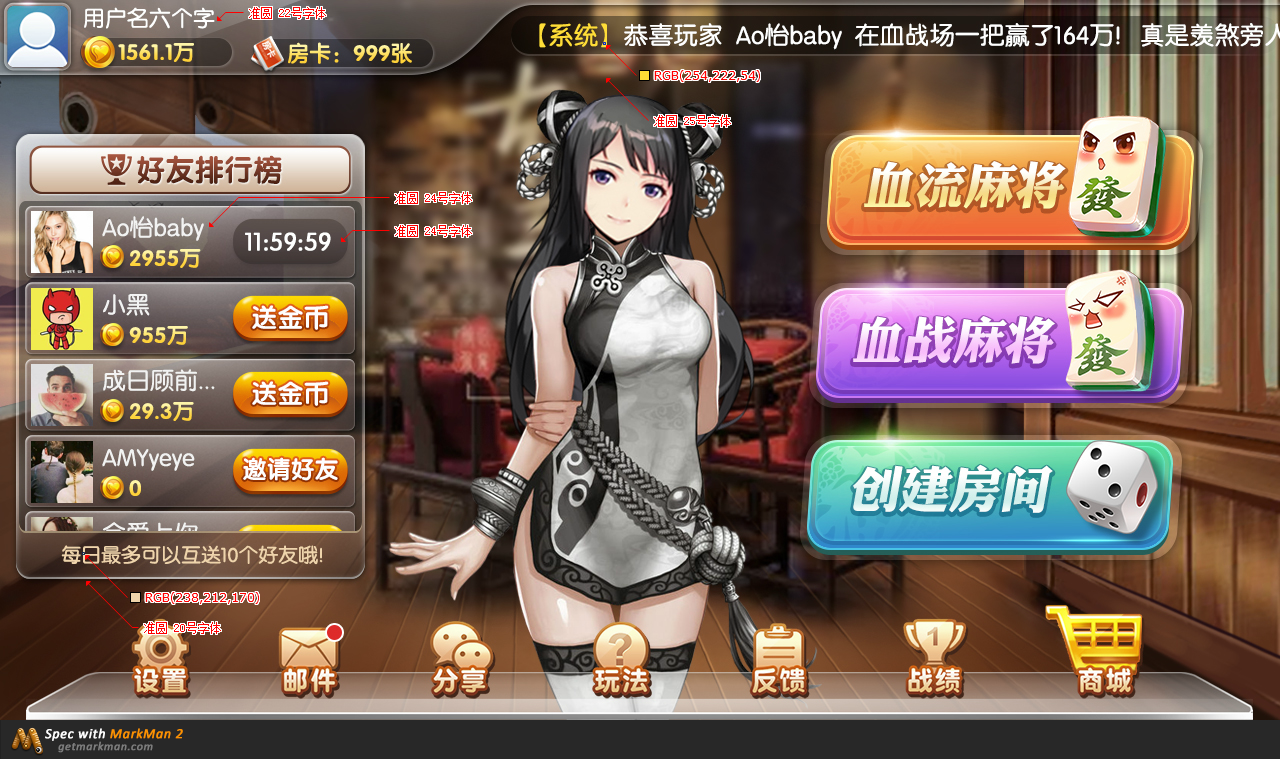 用户名六个字
准圆 22号字体
1561.1万
房卡：999张
【系统】恭喜玩家 Ao怡baby 在血战场一把赢了164万! 真是羡煞旁人
RGB(254,222,54)
准圆 25号字体
好友排行榜
Ao怡baby
2955万
11:59:59
准圆 24号字体
准圆 24号字体
小黑
955万
送金币
成日顾前...
29.3万
送金币
AMYyeye
0
邀请好友
每日最多可以互送10个好友哦!
RGB(238,212,170)
准圆 20号字体
血流麻将
發
血战麻将
發
创建房间
设置
邮件
分享
?
玩法
反馈
1
战绩
商城
Spec with MarkMan 2
getmarkman.com